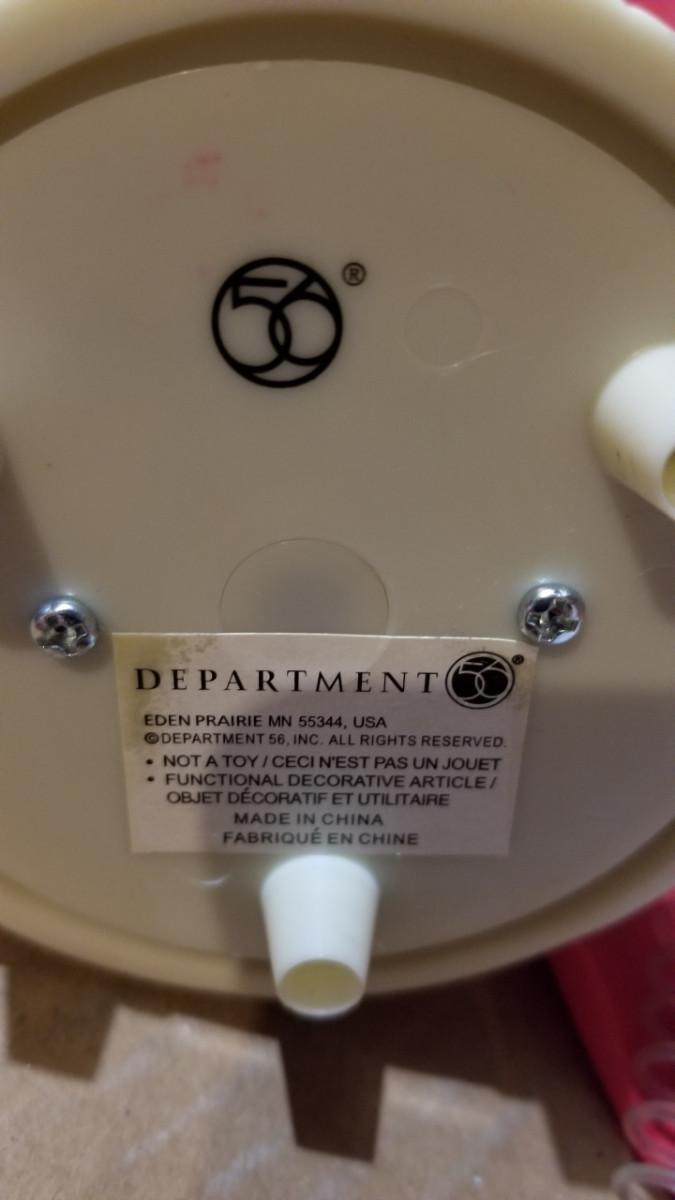 56®
DEPARTMENT 56®
EDEN PRAIRIE MN 55344, USA
©DEPARTMENT 56, INC. ALL RIGHTS RESERVED.
• NOT A TOY / CECI N'EST PAS UN JOUET
• FUNCTIONAL DECORATIVE ARTICLE /
OBJET DÉCORATIF ET UTILITAIRE
MADE IN CHINA
FABRIQUÉ EN CHINE